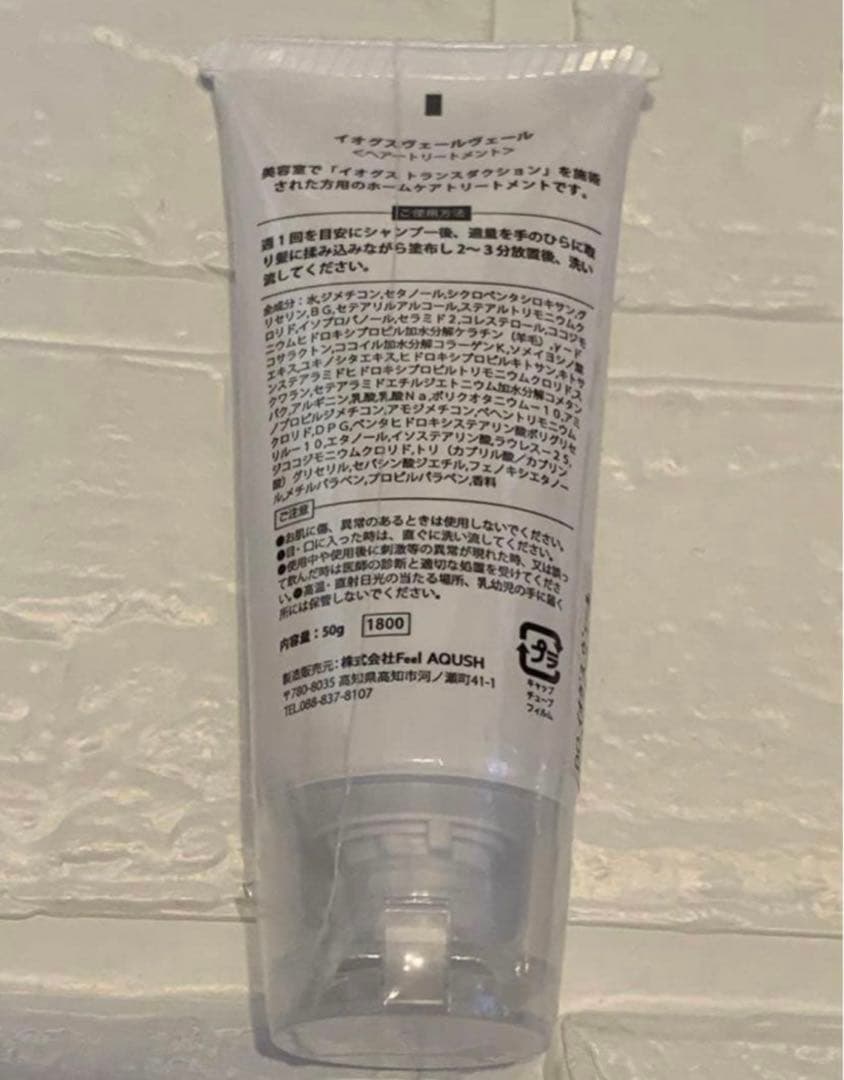 イオグスヴェールヴェール
<ヘアートリートメント>
美容室で「イオグス トランスダクション」を施術
された方用のホームケアトリートメントです。
ご使用方法
週1回を目安にシャンプー後、適量を手のひらに取
り髪に揉み込みながら塗布し2〜3分放置後、洗い
流してください。
全成分：水,ジメチコン,セタノール,シクロペンタシロキサン,グ
リセリン,BG,セテアリルアルコール,ステアルトリモニウムク
ロリド,イソプロパノール,セラミド2,コレステロール,ココジモ
ニウムヒドロキシプロピル加水分解ケラチン（羊毛）,γ-ド
コサラクトン,ココイル加水分解コラーゲンK,ソメイヨシノ葉
エキス,ユキノシタエキス,ヒドロキシプロピルキトサン,キトサ
ンステアラミドヒドロキシプロピルトリモニウムクロリド,ス
クワラン,セテアラミドエチルジエトニウム加水分解コメタン
パク,アルギニン,乳酸,乳酸Na,ポリクオタニウム－10,アミ
ノプロピルジメチコン,アモジメチコン,ベヘントリモニウム
クロリド,DPG,ペンタヒドロキシステアリン酸ポリグリセ
リル－10,エタノール,イソステアリン酸,ラウレス－25,
ジココジモニウムクロリド,トリ（カプリル酸／カプリン
酸）グリセリル,セバシン酸ジエチル,フェノキシエタノー
ル,メチルパラベン,プロピルパラベン,香料
ご注意
●お肌に傷、異常のあるときは使用しないでください。
●目・口に入った時は、直ぐに洗い流してください。
●使用中や使用後に刺激等の異常が現れた時、又は誤っ
て飲んだ時は医師の診断と適切な処置を受けてくださ
い。●高温・直射日光の当たる場所、乳幼児の手に届く
所には保管しないでください。
内容量：50g 1800
製造販売元：株式会社Feel AQUSH
〒780-8035 高知県高知市河ノ瀬町41-1
TEL.088-837-8107
プラ
キャップ
チューブ
フィルム